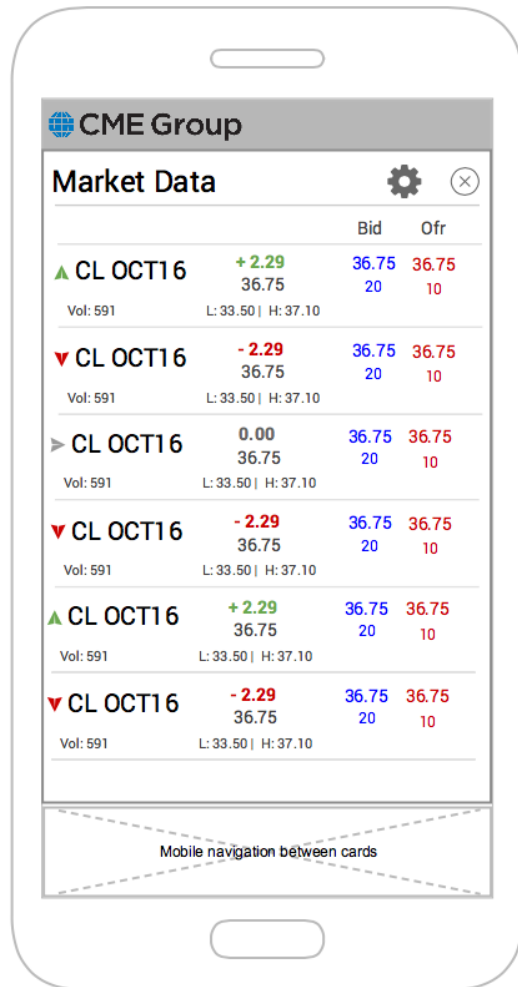 CME Group
Market Data
Bid Ofr
CL OCT16 + 2.29 36.75 36.75
36.75 20 10
Vol: 591 L: 33.50 | H: 37.10
CL OCT16 - 2.29 36.75 36.75
36.75 20 10
Vol: 591 L: 33.50 | H: 37.10
CL OCT16 0.00 36.75 36.75
36.75 20 10
Vol: 591 L: 33.50 | H: 37.10
CL OCT16 - 2.29 36.75 36.75
36.75 20 10
Vol: 591 L: 33.50 | H: 37.10
CL OCT16 + 2.29 36.75 36.75
36.75 20 10
Vol: 591 L: 33.50 | H: 37.10
CL OCT16 - 2.29 36.75 36.75
36.75 20 10
Vol: 591 L: 33.50 | H: 37.10
Mobile navigation between cards